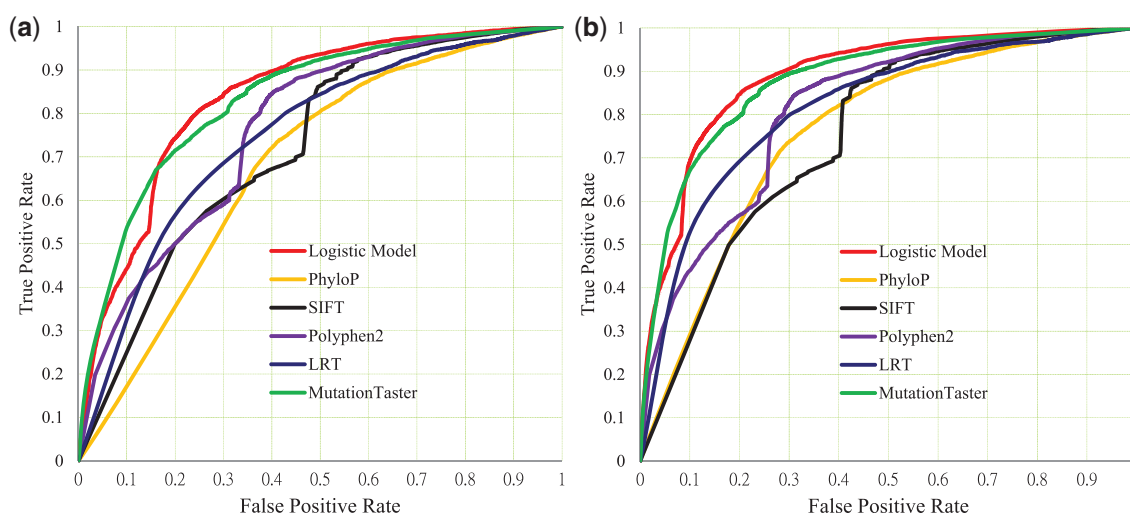 (a)
True Positive Rate
1
0.9
0.8
0.7
0.6
0.5
0.4
0.3
0.2
0.1
0
Logistic Model
PhyloP
SIFT
Polyphen2
LRT
MutationTaster
0 0.1 0.2 0.3 0.4 0.5 0.6 0.7 0.8 0.9 1
False Positive Rate
(b)
True Positive Rate
1
0.9
0.8
0.7
0.6
0.5
0.4
0.3
0.2
0.1
0
Logistic Model
PhyloP
SIFT
Polyphen2
LRT
MutationTaster
0 0.1 0.2 0.3 0.4 0.5 0.6 0.7 0.8 0.9
False Positive Rate